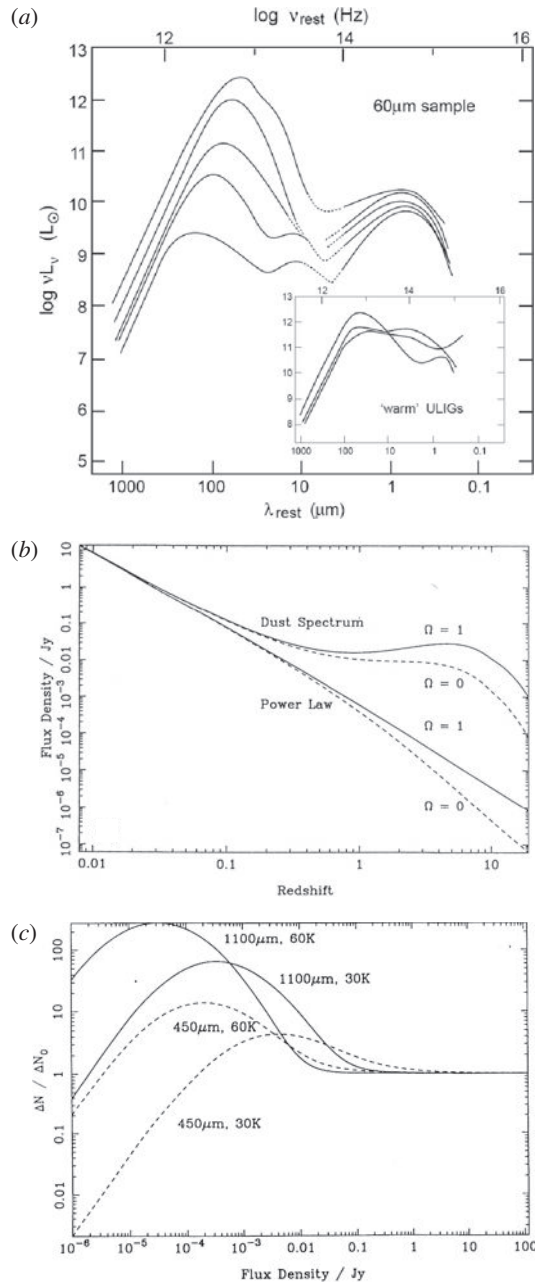 (a)
log ν_rest (Hz)
12 14 16
60μm sample
log νL_ν (L_⊙)
13
12
11
10
9
8
7
6
5
12 14 16
13
12
11
10
9
8
'warm' ULIGs
1000 100 10 1 0.1
1000 100 10 1 0.1
λ_rest (μm)
(b)
Flux Density / Jy
10
1
0.1
0.01
10⁻³
10⁻⁴
10⁻⁵
10⁻⁶
10⁻⁷
Dust Spectrum
Ω = 1
Ω = 0
Power Law
Ω = 1
Ω = 0
0.01 0.1 1 10
Redshift
(c)
ΔN / ΔN₀
100
10
1
0.1
0.01
1100μm, 60K
1100μm, 30K
450μm, 60K
450μm, 30K
10⁻⁶ 10⁻⁵ 10⁻⁴ 10⁻³ 0.01 0.1 1 10 100
Flux Density / Jy